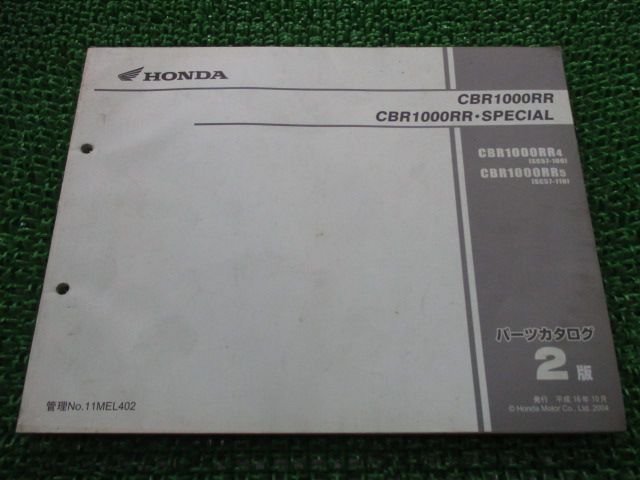 HONDA
CBR1000RR
CBR1000RR・SPECIAL
CBR1000RR4
(SC57-100)
CBR1000RR5
(SC57-110)
パーツカタログ
2版
発行 平成16年10月
© Honda Motor Co., Ltd. 2004
管理No.11MEL402